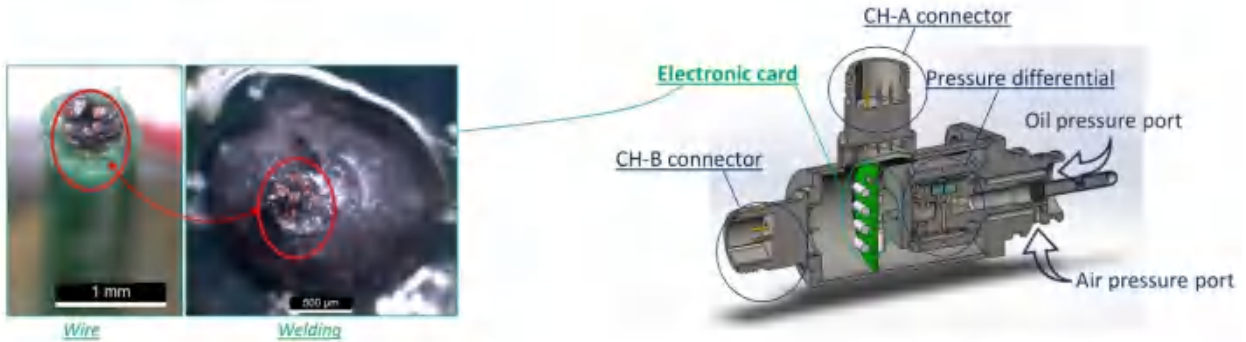 CH-A connector
Electronic card
Pressure differential
Oil pressure port
CH-B connector
Air pressure port
1 mm
500 µm
Wire
Welding